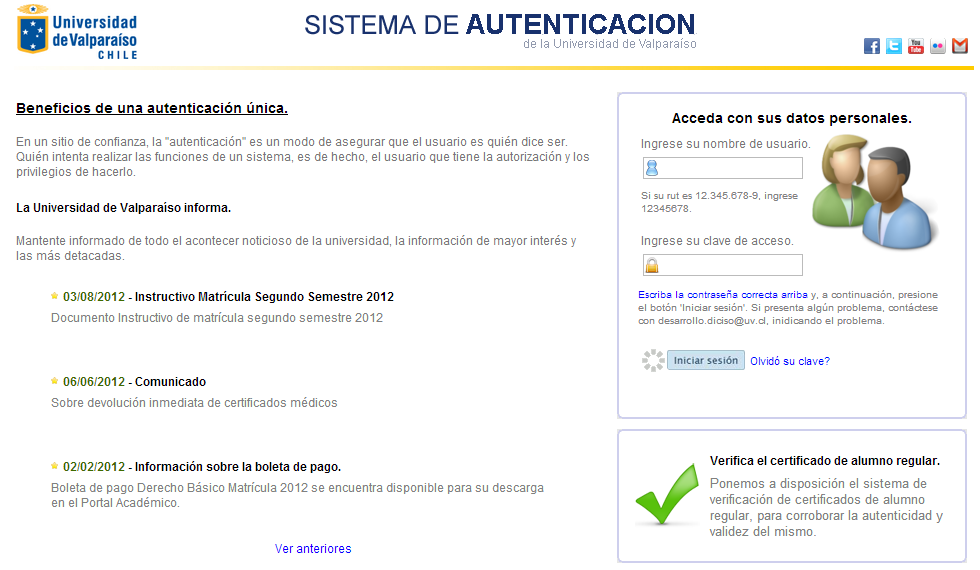 Universidad
de Valparaíso
CHILE
SISTEMA DE AUTENTICACION
de la Universidad de Valparaíso
Beneficios de una autenticación única.
En un sitio de confianza, la "autenticación" es un modo de asegurar que el usuario es quién dice ser.
Quién intenta realizar las funciones de un sistema, es de hecho, el usuario que tiene la autorización y los
privilegios de hacerlo.
La Universidad de Valparaíso informa.
Mantente informado de todo el acontecer noticioso de la universidad, la información de mayor interés y
las más detacadas.
03/08/2012 - Instructivo Matrícula Segundo Semestre 2012
Documento Instructivo de matrícula segundo semestre 2012
06/06/2012 - Comunicado
Sobre devolución inmediata de certificados médicos
02/02/2012 - Información sobre la boleta de pago.
Boleta de pago Derecho Básico Matrícula 2012 se encuentra disponible para su descarga
en el Portal Académico.
Ver anteriores
You
Tube
Acceda con sus datos personales.
Ingrese su nombre de usuario.
Si su rut es 12.345.678-9, ingrese
12345678.
Ingrese su clave de acceso.
Escriba la contraseña correcta arriba y, a continuación, presione
el botón 'Iniciar sesión'. Si presenta algún problema, contáctese
con desarrollo.diciso@uv.cl, inidicando el problema.
Iniciar sesión Olvidó su clave?
Verifica el certificado de alumno regular.
Ponemos a disposición el sistema de
verificación de certificados de alumno
regular, para corroborar la autenticidad y
validez del mismo.